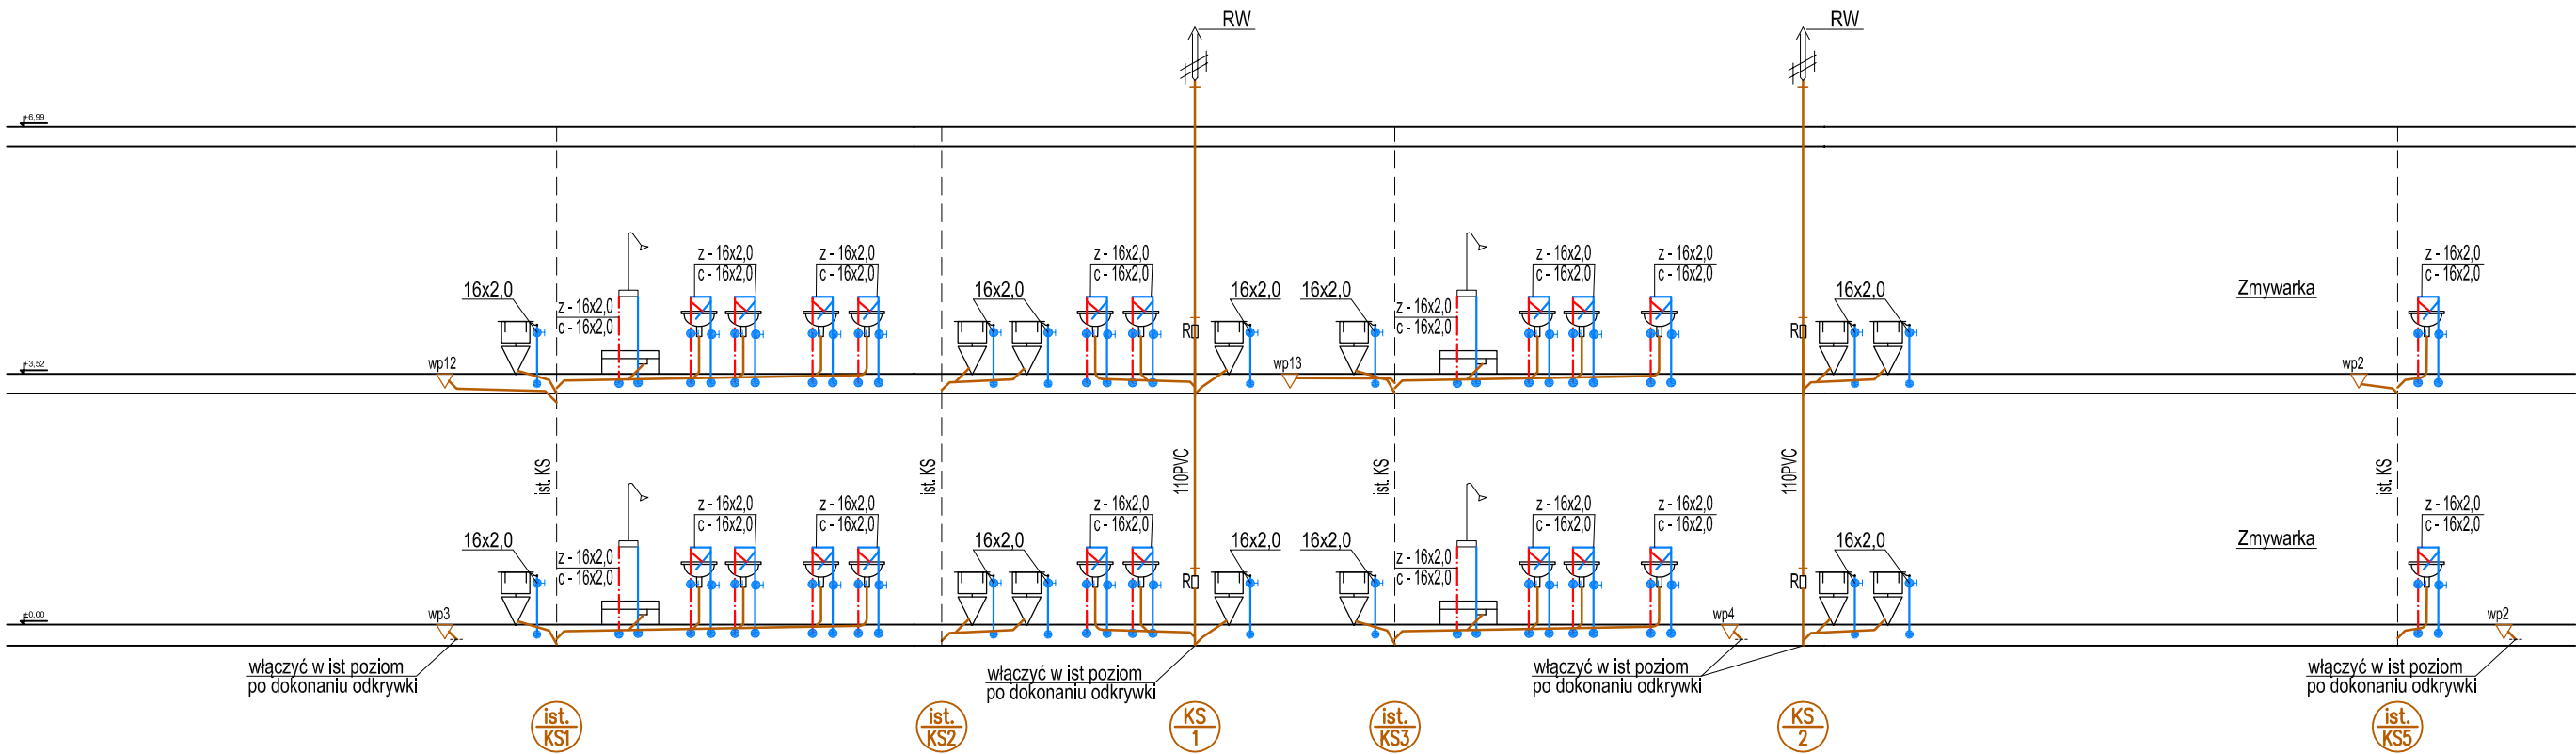 RW
RW
+6,99
z - 16x2,0
c - 16x2,0
z - 16x2,0
c - 16x2,0
z - 16x2,0
c - 16x2,0
z - 16x2,0
c - 16x2,0
z - 16x2,0
c - 16x2,0
z - 16x2,0
c - 16x2,0
16x2,0
z - 16x2,0
c - 16x2,0
16x2,0
16x2,0
16x2,0
z - 16x2,0
c - 16x2,0
16x2,0
Zmywarka
R
R
+3,52
wp12
wp13
wp2
ist. KS
ist. KS
110PVC
ist. KS
110PVC
ist. KS
z - 16x2,0
c - 16x2,0
z - 16x2,0
c - 16x2,0
z - 16x2,0
c - 16x2,0
z - 16x2,0
c - 16x2,0
z - 16x2,0
c - 16x2,0
z - 16x2,0
c - 16x2,0
16x2,0
z - 16x2,0
c - 16x2,0
16x2,0
16x2,0
16x2,0
z - 16x2,0
c - 16x2,0
16x2,0
Zmywarka
R
R
±0,00
wp3
wp4
wp2
włączyć w ist poziom
po dokonaniu odkrywki
włączyć w ist poziom
po dokonaniu odkrywki
włączyć w ist poziom
po dokonaniu odkrywki
włączyć w ist poziom
po dokonaniu odkrywki
ist.
KS1
ist.
KS2
KS
1
ist.
KS3
KS
2
ist.
KS5